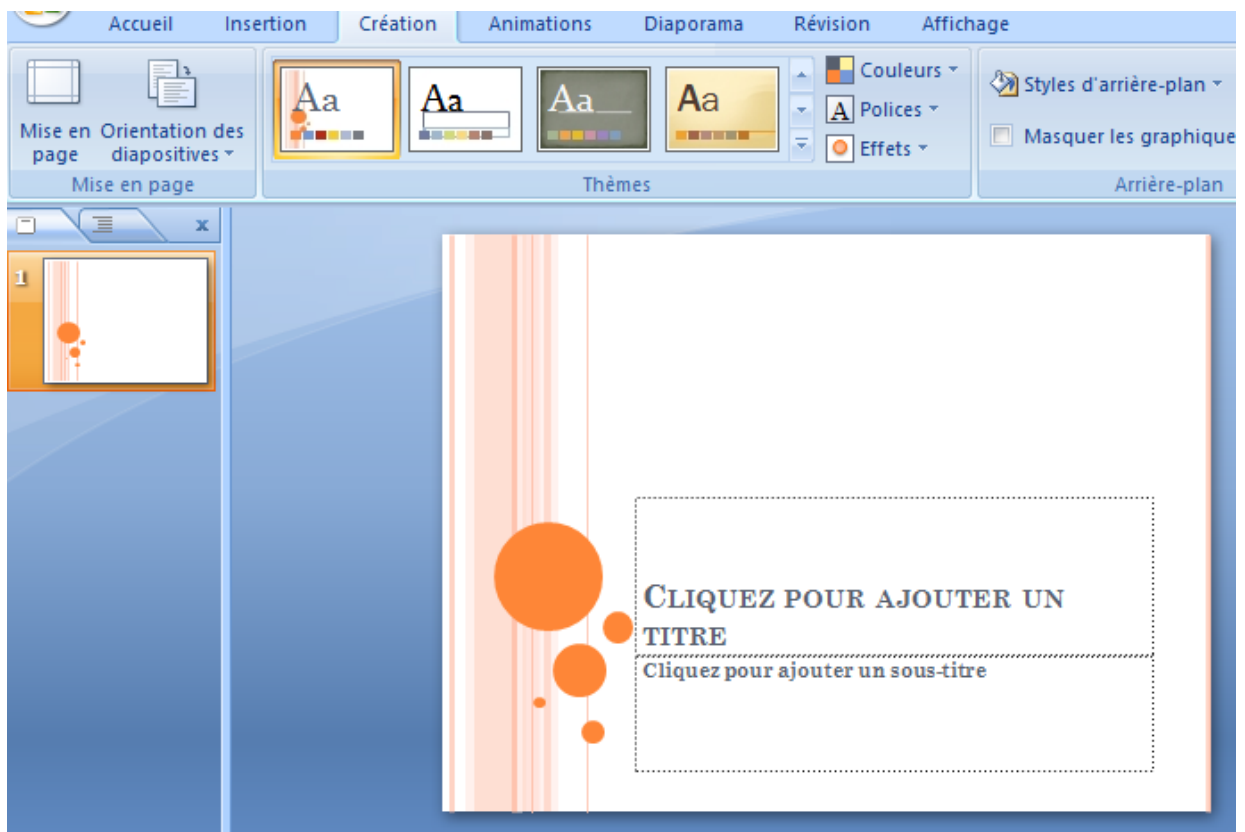 Accueil Insertion Création Animations Diaporama Révision Affichage
Aa Aa Aa Aa
Couleurs
Polices
Effets
Styles d'arrière-plan
Masquer les graphique
Mise en page
Orientation des diapositives
Mise en page Thèmes Arrière-plan
1
CLIQUEZ POUR AJOUTER UN
TITRE
Cliquez pour ajouter un sous-titre